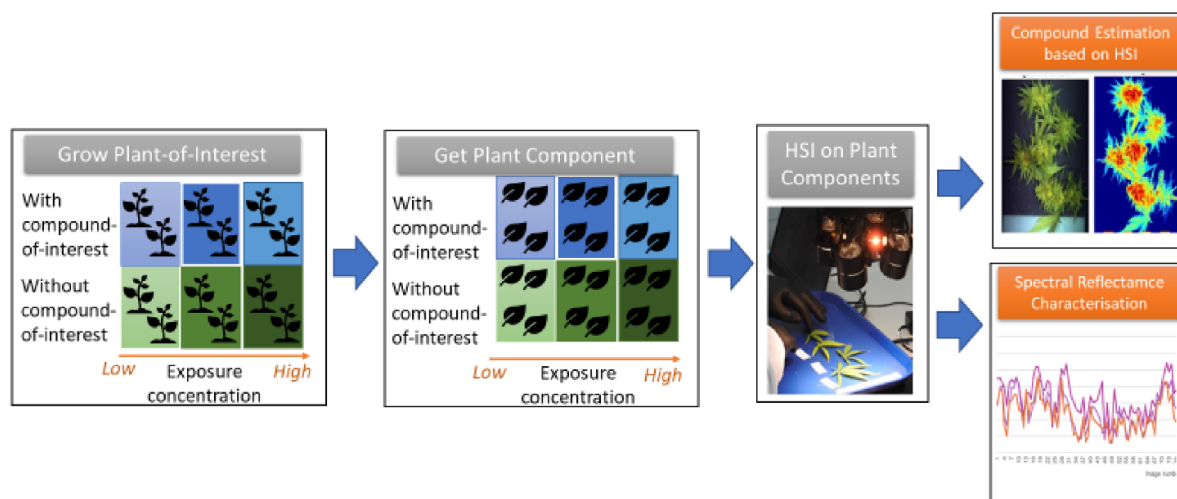 Grow Plant-of-Interest
With
compound-
of-interest
Without
compound-
of-interest
Low
Exposure
concentration
High
Get Plant Component
With
compound-
of-interest
Without
compound-
of-interest
Low
Exposure
concentration
High
HSI on Plant
Components
Compound Estimation
based on HSI
Spectral Reflectamce
Characterisation